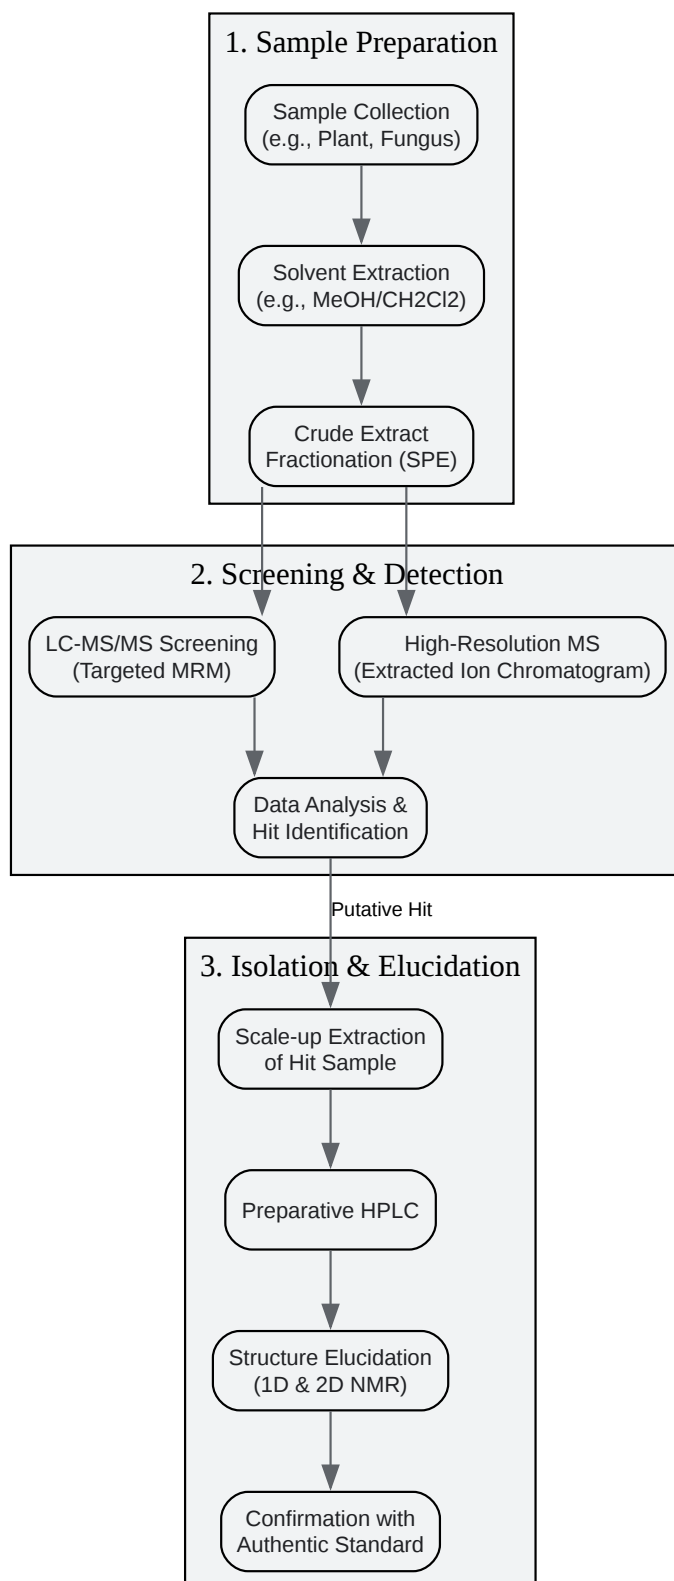 1. Sample Preparation
Sample Collection
(e.g., Plant, Fungus)
Solvent Extraction
(e.g., MeOH/CH2Cl2)
Crude Extract
Fractionation (SPE)
2. Screening & Detection
LC-MS/MS Screening
(Targeted MRM)
High-Resolution MS
(Extracted Ion Chromatogram)
Data Analysis &
Hit Identification
Putative Hit
3. Isolation & Elucidation
Scale-up Extraction
of Hit Sample
Preparative HPLC
Structure Elucidation
(1D & 2D NMR)
Confirmation with
Authentic Standard